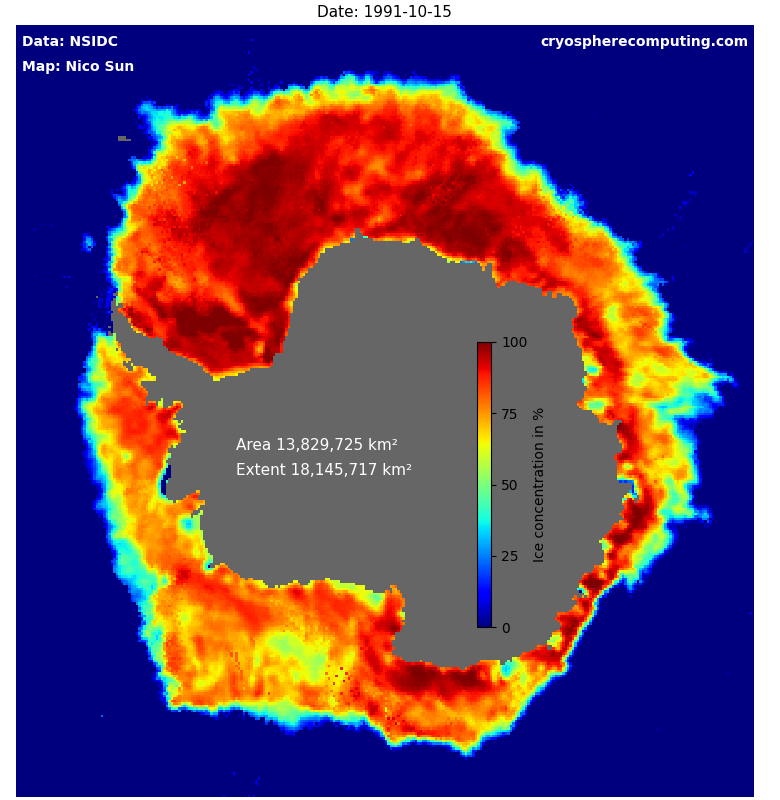 Date: 1991-10-15
Data: NSIDC
cryospherecomputing.com
Map: Nico Sun
Area 13,829,725 km²
Extent 18,145,717 km²
100
75
50
25
0
Ice concentration in %